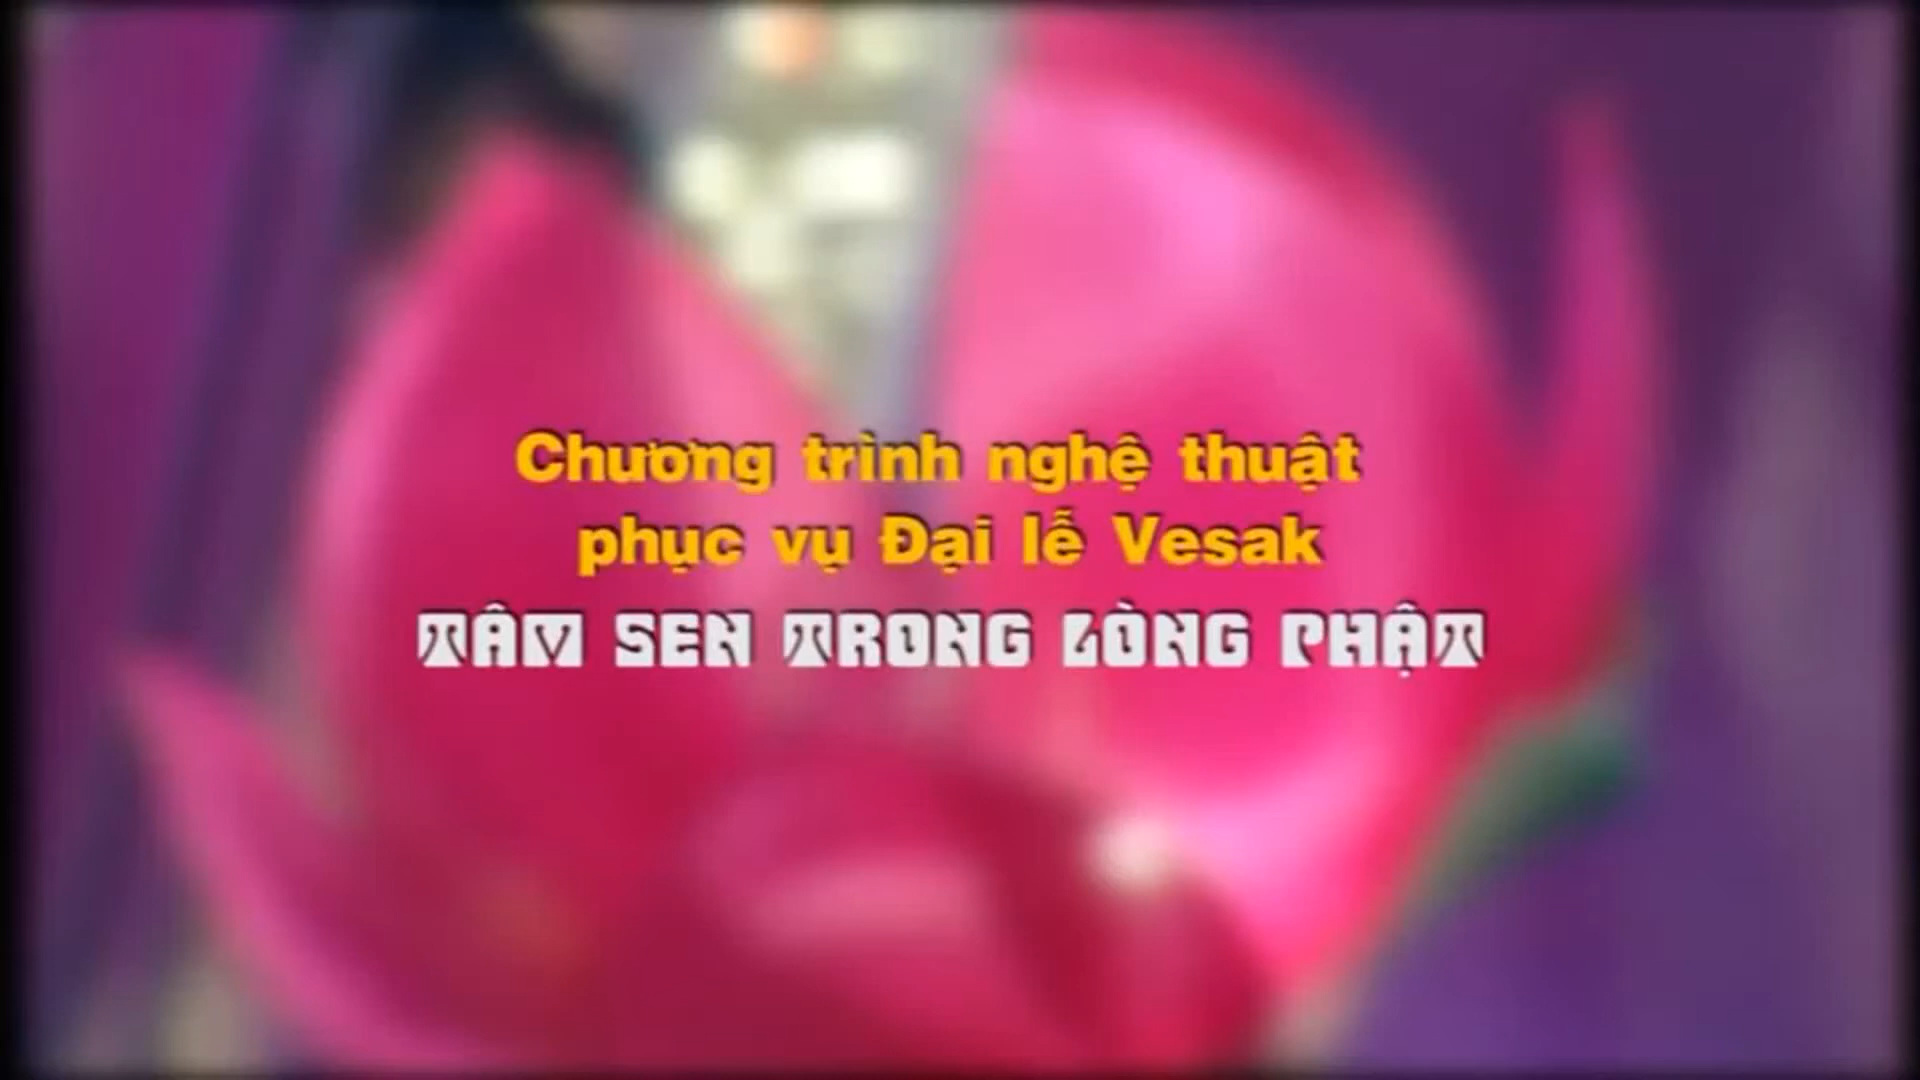 Chương trình nghệ thuật
phục vụ Đại lễ Vesak
TÂM SEN TRONG LÒNG PHẬT